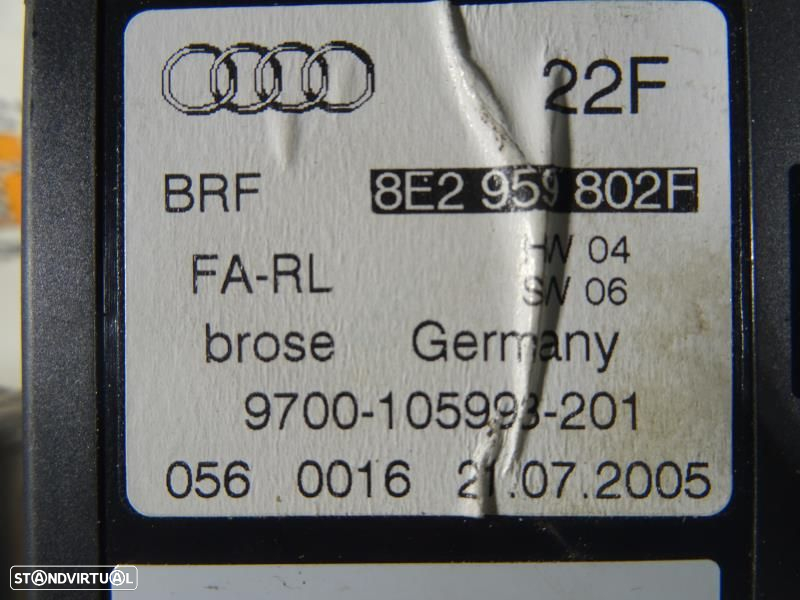 22F
BRF 8E2 959 802F
HW 04
FA-RL
SW 06
brose Germany
9700-105993-201
056 0016 21.07.2005
STANDVIRTUAL